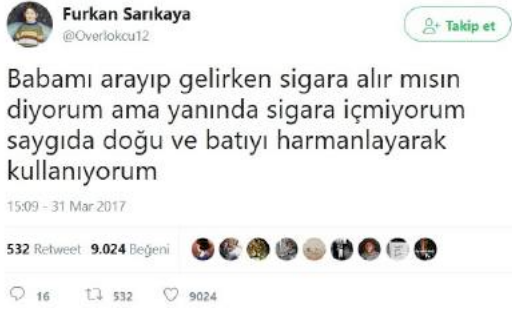 Furkan Sarıkaya
@Overlokcu12
Takip et
Babamı arayıp gelirken sigara alır mısın
diyorum ama yanında sigara içmiyorum
saygıda doğu ve batıyı harmanlayarak
kullanıyorum
15:09 - 31 Mar 2017
532 Retweet 9.024 Beğeni
16 532 9024